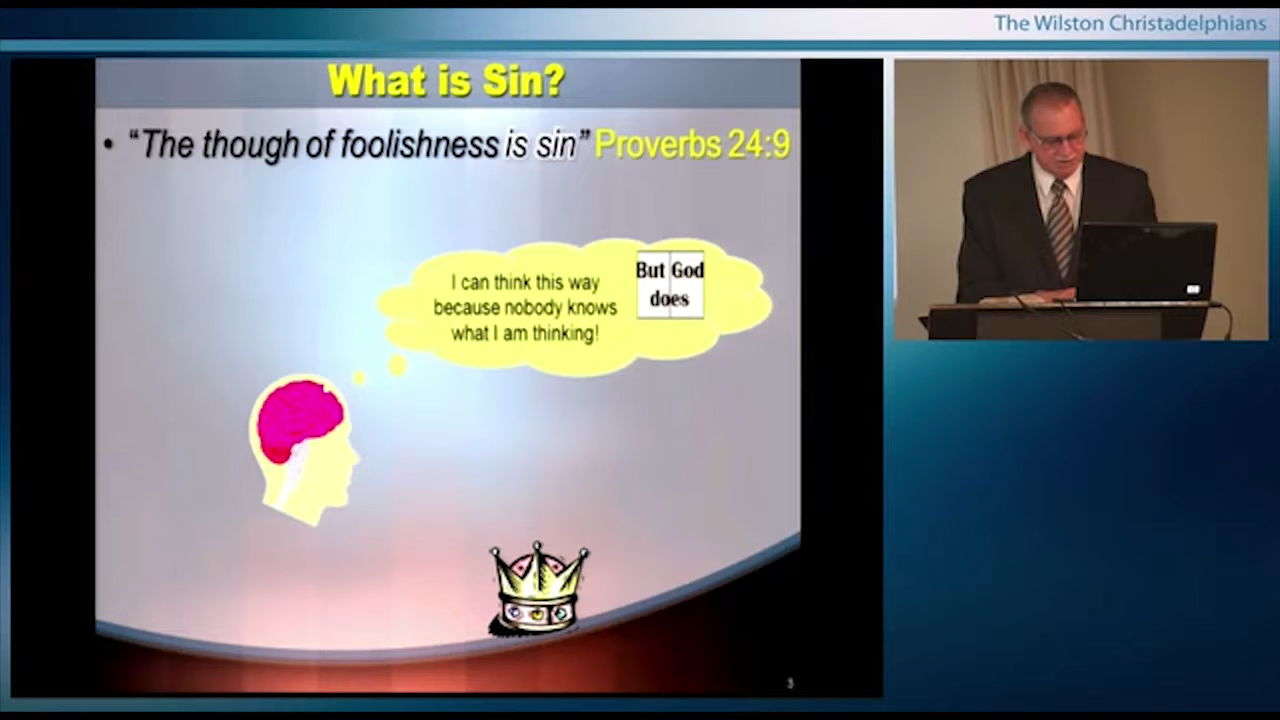 The Wilston Christadelphians
What is Sin?
• “The though of foolishness is sin” Proverbs 24:9
I can think this way
because nobody knows
what I am thinking!
But God
does
3